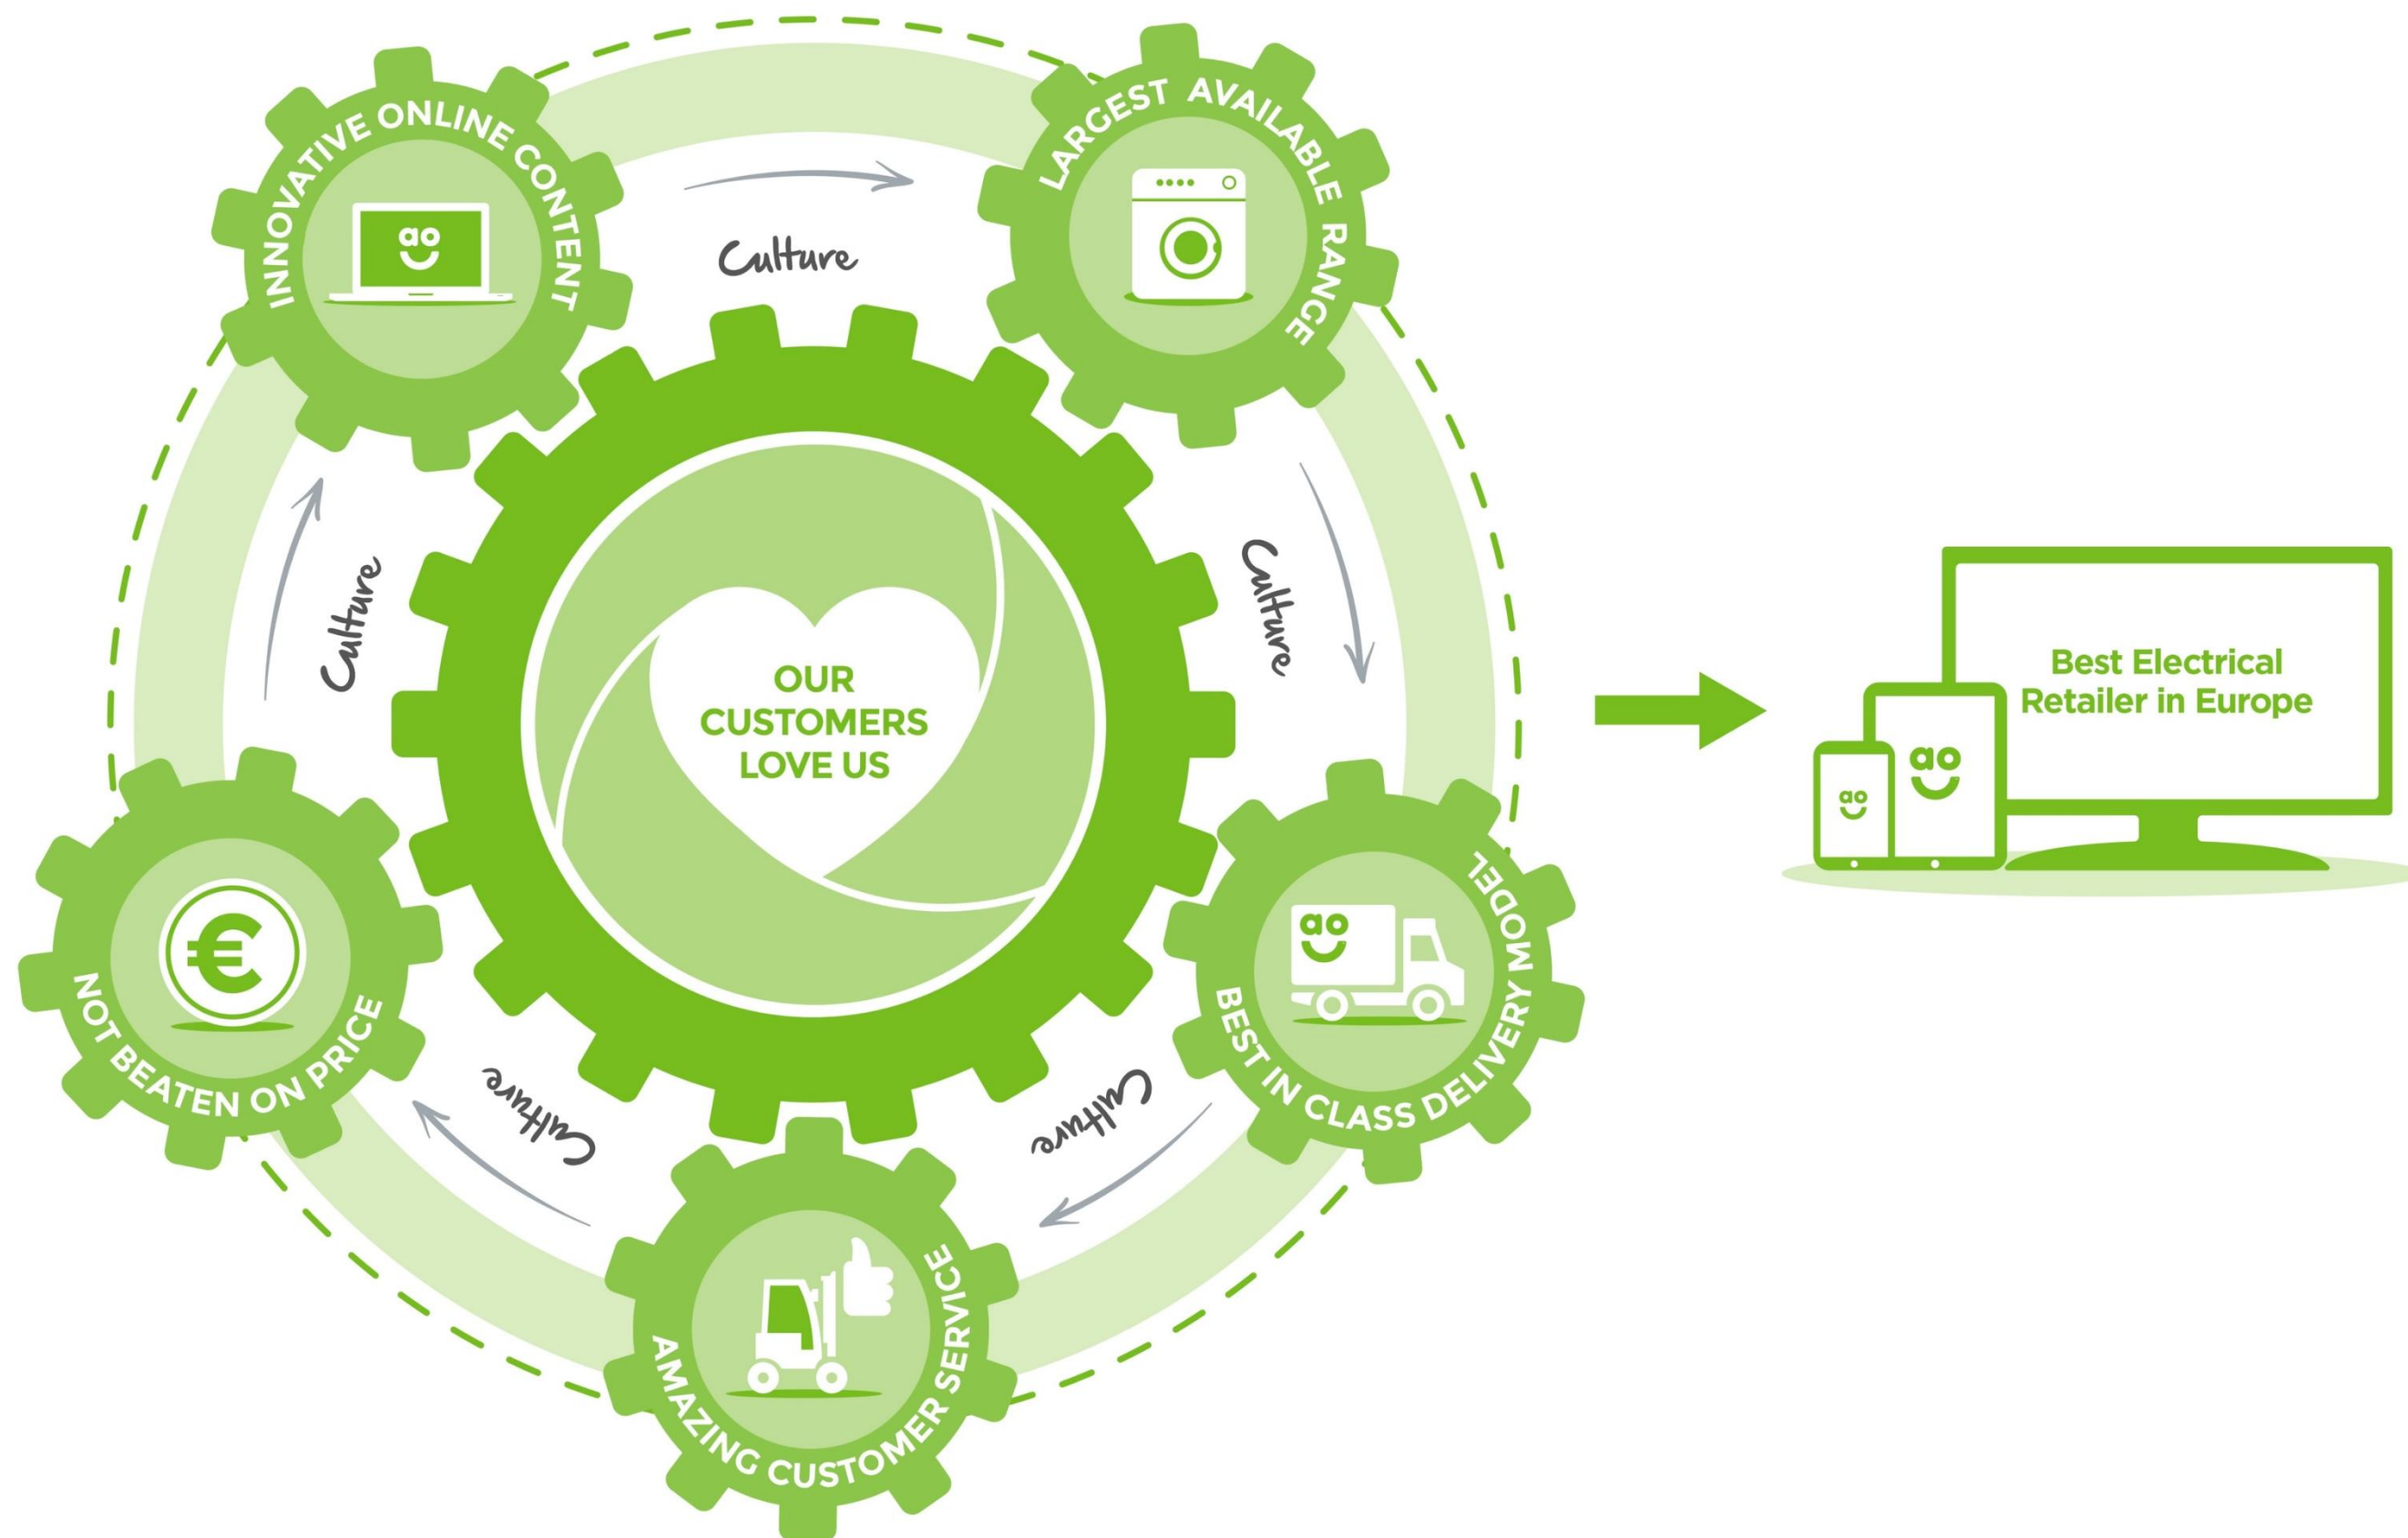 INNOVATIVE ONLINE CONTENT
ao
Culture
LARGEST AVAILABLE RANGE
Culture
BEST IN CLASS DELIVERY MODEL
ao
Culture
AMAZING CUSTOMER SERVICE
Culture
NOT BEATEN ON PRICE
€
Culture
OUR
CUSTOMERS
LOVE US
Best Electrical
Retailer in Europe
ao
ao